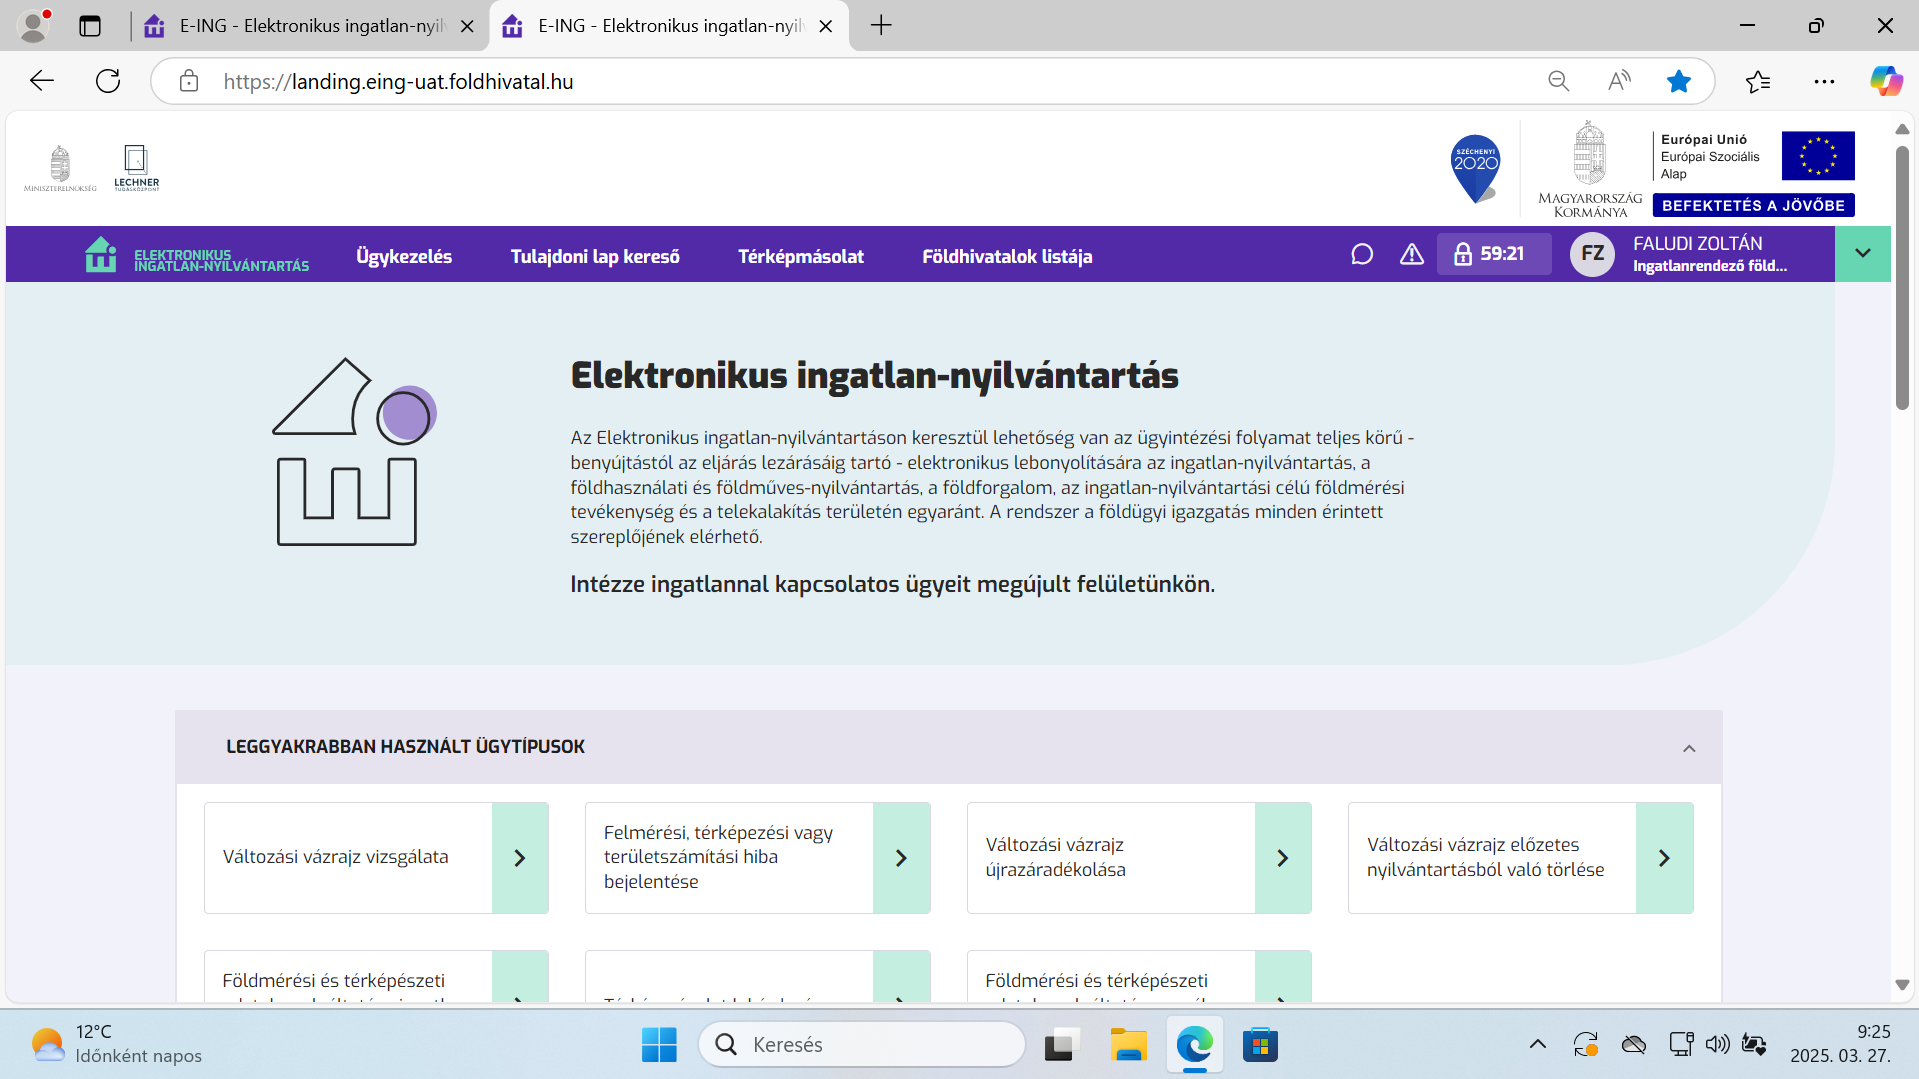 E-ING - Elektronikus ingatlan-nyil
E-ING - Elektronikus ingatlan-nyil
https://landing.eing-uat.foldhivatal.hu
MINISZTERELNÖKSÉG
LECHNER
TUDÁSKÖZPONT
SZÉCHENYI
2020
MAGYARORSZÁG
KORMÁNYA
Európai Unió
Európai Szociális
Alap
BEFEKTETÉS A JÖVŐBE
ELEKTRONIKUS
INGATLAN-NYILVÁNTARTÁS
Ügykezelés
Tulajdoni lap kereső
Térképmásolat
Földhivatalok listája
59:21
FZ
FALUDI ZOLTÁN
Ingatlanrendező föld...
Elektronikus ingatlan-nyilvántartás
Az Elektronikus ingatlan-nyilvántartáson keresztül lehetőség van az ügyintézési folyamat teljes körű -
benyújtástól az eljárás lezárásáig tartó - elektronikus lebonyolítására az ingatlan-nyilvántartás, a
földhasználati és földműves-nyilvántartás, a földforgalom, az ingatlan-nyilvántartási célú földmérési
tevékenység és a telekalakítás területén egyaránt. A rendszer a földügyi igazgatás minden érintett
szereplőjének elérhető.
Intézze ingatlannal kapcsolatos ügyeit megújult felületünkön.
LEGGYAKRABBAN HASZNÁLT ÜGYTÍPUSOK
Változási vázrajz vizsgálata
Felmérési, térképezési vagy
területszámítási hiba
bejelentése
Változási vázrajz
újrazáradékolása
Változási vázrajz előzetes
nyilvántartásból való törlése
Földmérési és térképészeti
Földmérési és térképészeti
12°C
Időnként napos
Keresés
9:25
2025. 03. 27.